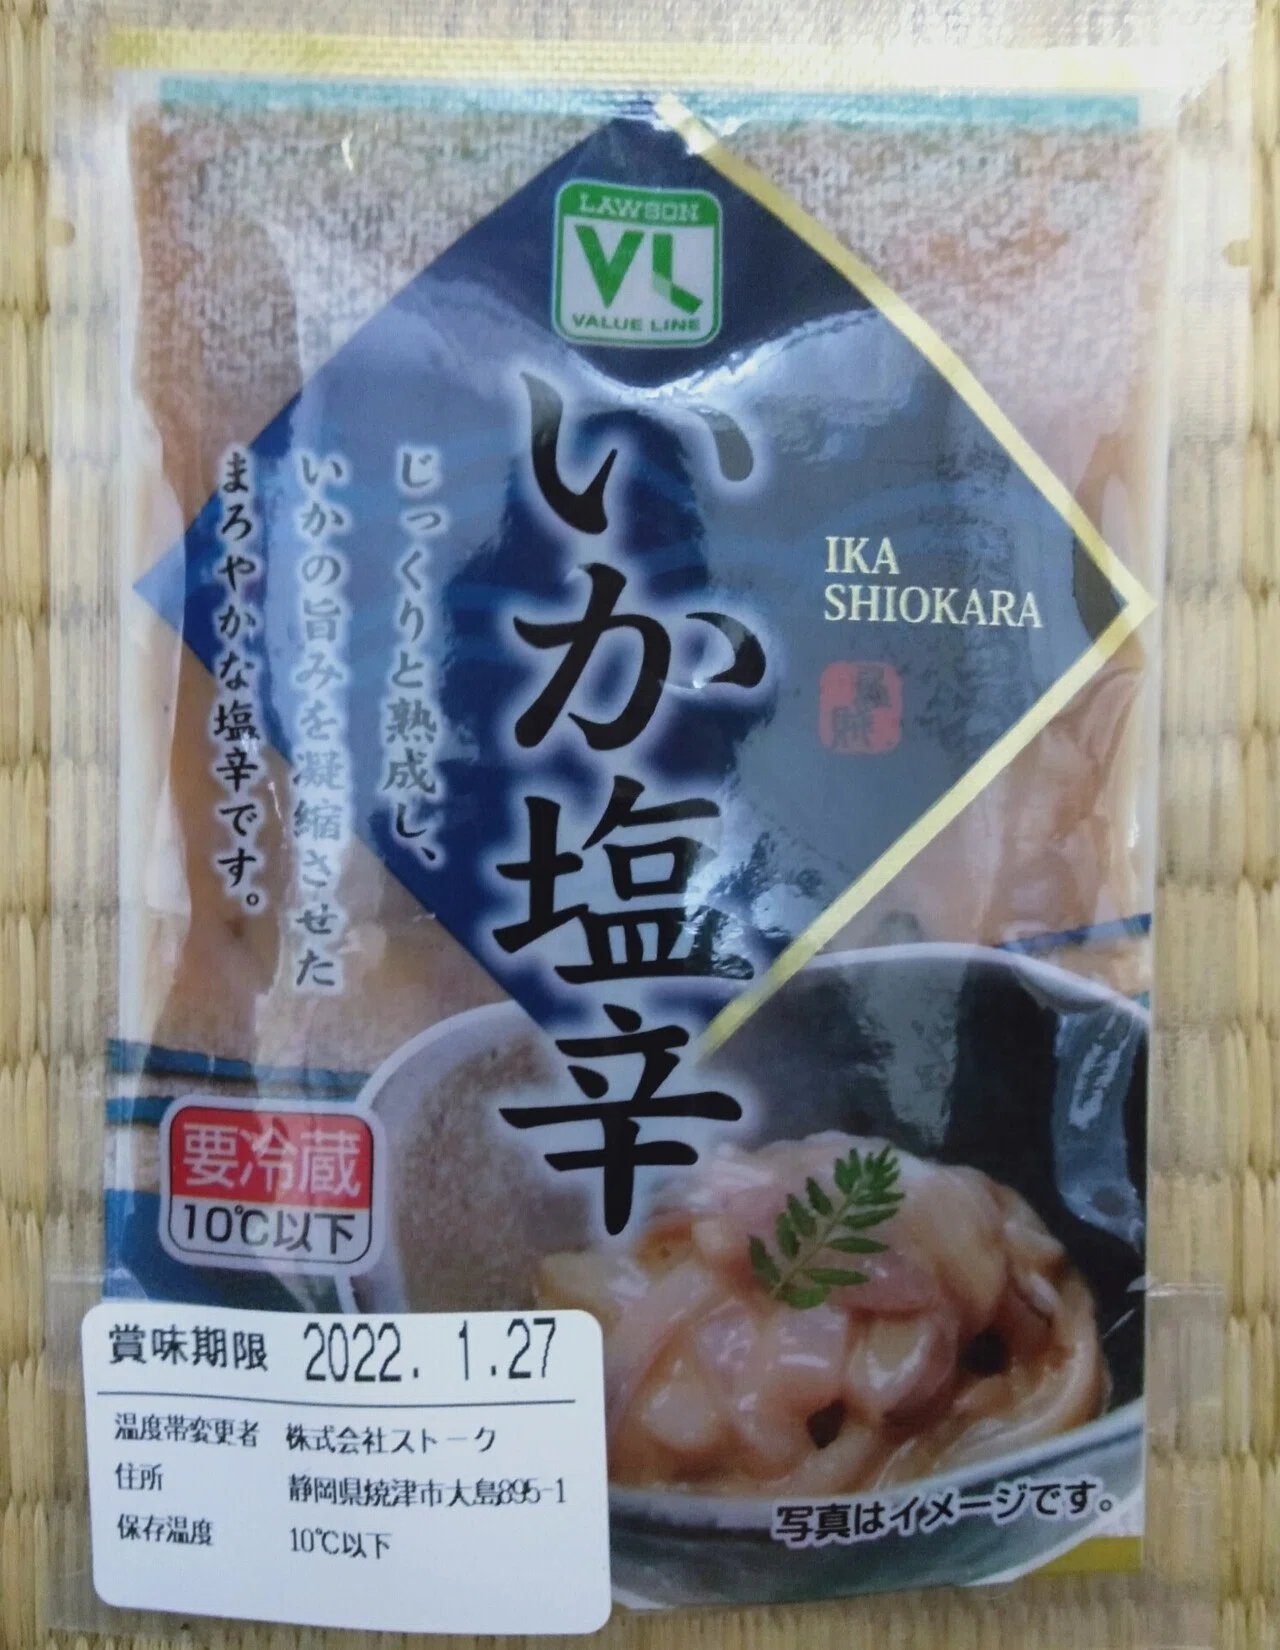 LAWSON
VL
VALUE LINE
いか塩辛
IKA
SHIOKARA
じっくりと熟成し、
いかの旨みを凝縮させた
まろやかな塩辛です。
要冷蔵
10℃以下
賞味期限 2022. 1.27
温度帯変更者 株式会社ストーク
住所 静岡県焼津市大島895-1
保存温度 10℃以下
写真はイメージです。